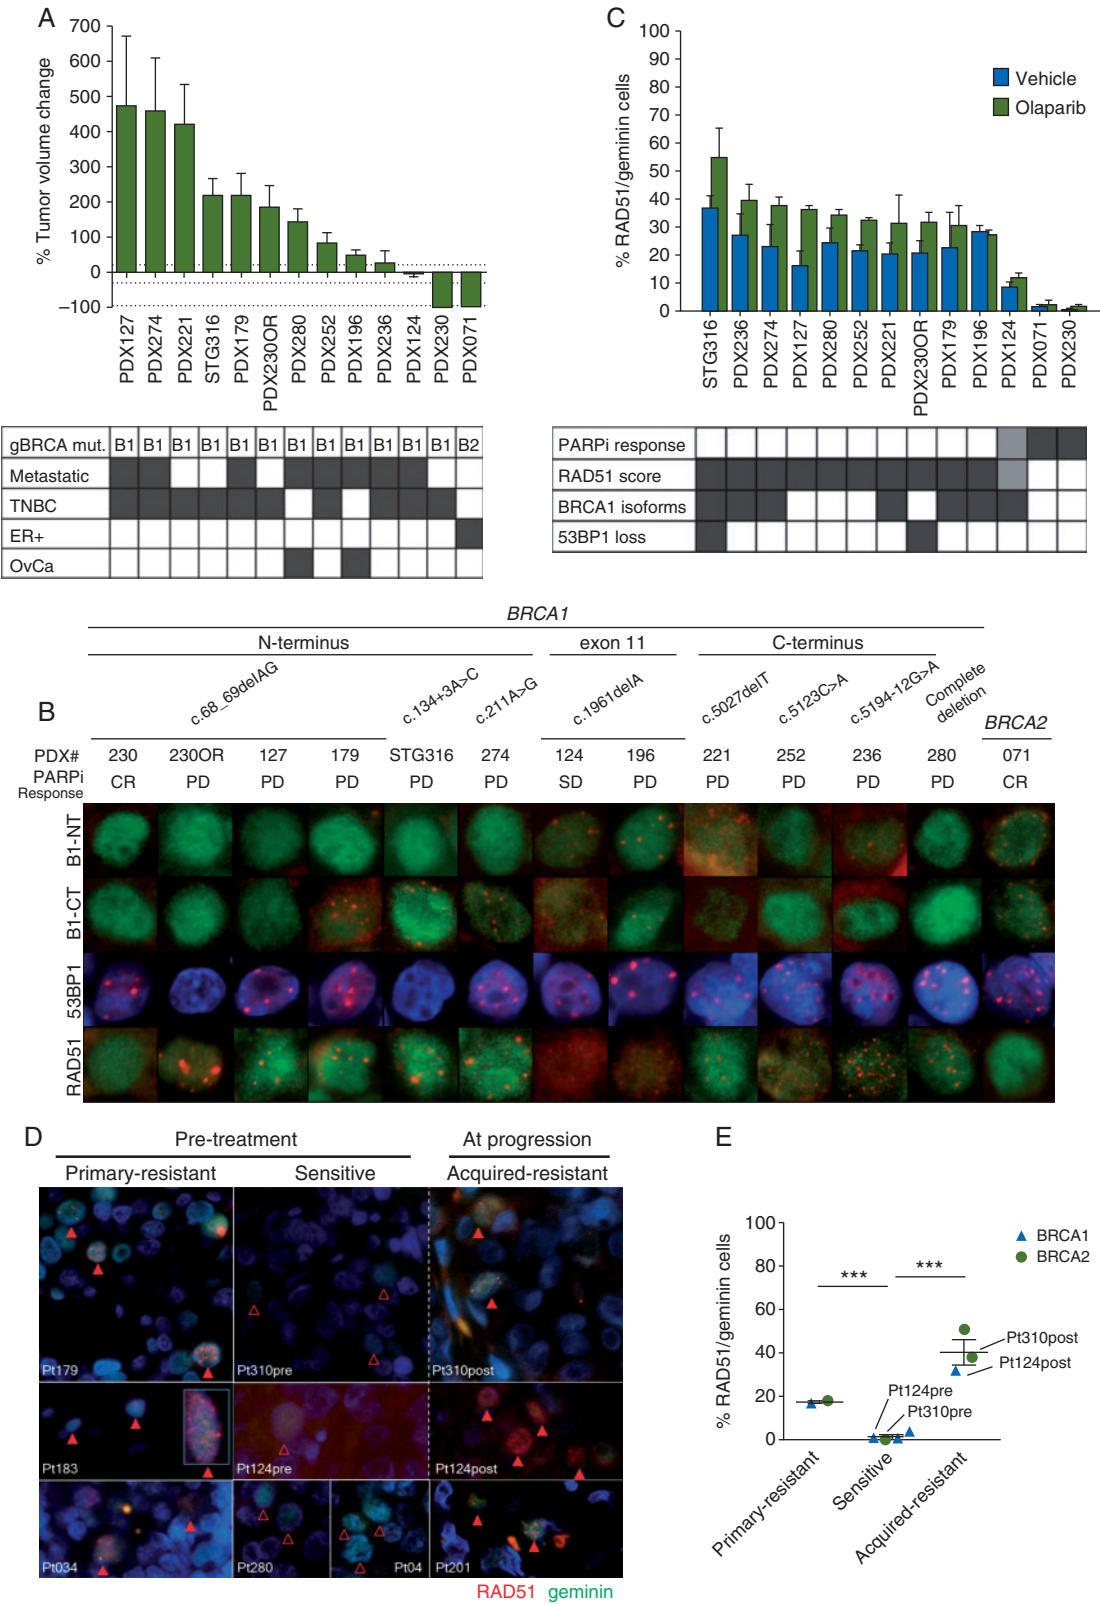 A
% Tumor volume change
700
600
500
400
300
200
100
0
–100
PDX127
PDX274
PDX221
STG316
PDX179
PDX230OR
PDX280
PDX252
PDX196
PDX236
PDX124
PDX230
PDX071
gBRCA mut. B1 B1 B1 B1 B1 B1 B1 B1 B1 B1 B1 B1 B2
Metastatic
TNBC
ER+
OvCa
C
% RAD51/geminin cells
100
90
80
70
60
50
40
30
20
10
0
Vehicle
Olaparib
STG316
PDX236
PDX274
PDX127
PDX280
PDX252
PDX221
PDX230OR
PDX179
PDX196
PDX124
PDX071
PDX230
PARPi response
RAD51 score
BRCA1 isoforms
53BP1 loss
BRCA1
N-terminus exon 11 C-terminus
B
c.68_69delAG
c.134+3A>C
c.211A>G
c.1961delA
c.5027delT
c.5123C>A
c.5194-12G>A
Complete
deletion
BRCA2
PDX# 230 230OR 127 179 STG316 274 124 196 221 252 236 280 071
PARPi
Response
CR PD PD PD PD PD SD PD PD PD PD PD CR
B1-NT
B1-CT
53BP1
RAD51
D
Pre-treatment At progression
Primary-resistant Sensitive Acquired-resistant
Pt179 Pt310pre Pt310post
Pt183 Pt124pre Pt124post
Pt034 Pt280 Pt04 Pt201
RAD51 geminin
E
% RAD51/geminin cells
100
80
60
40
20
0
BRCA1
BRCA2
***
***
Pt310post
Pt124post
Pt124pre
Pt310pre
Primary-resistant
Sensitive
Acquired-resistant